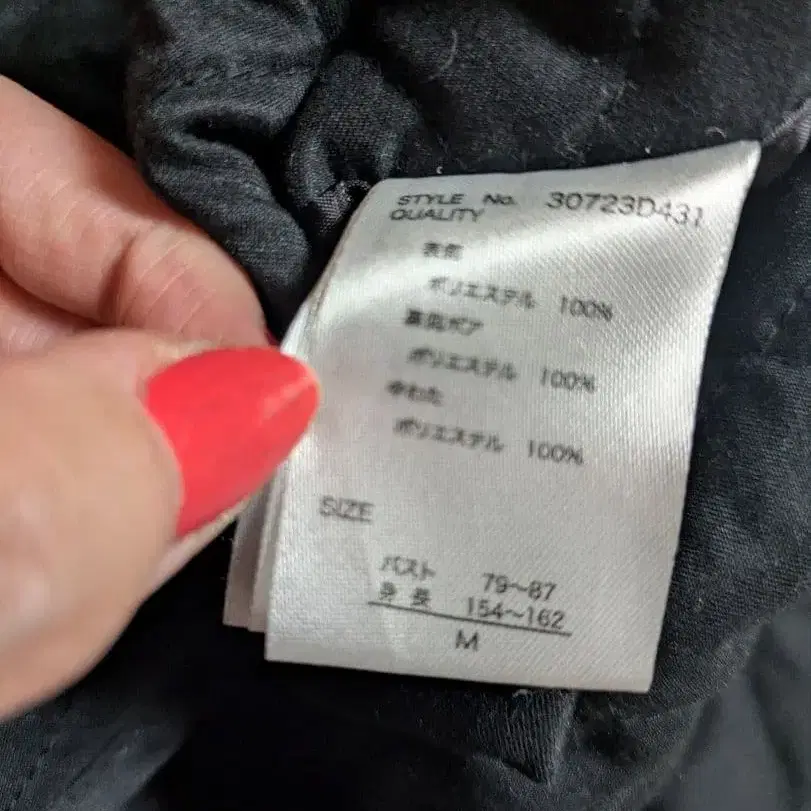 STYLE No. 30723D431
QUALITY
表面
ポリエステル 100%
裏面ボア
ポリエステル 100%
中わた
ポリエステル 100%
SIZE
バスト 79~87
身長 154~162
M